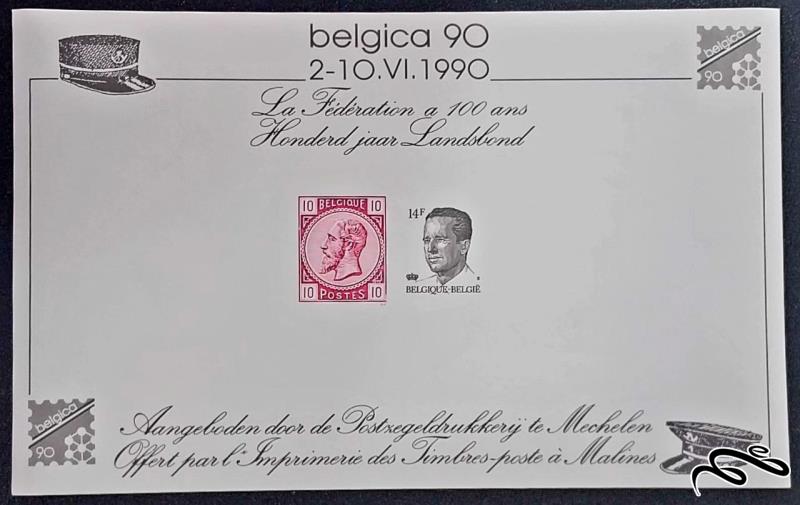 belgica 90
2-10.VI.1990
belgica
90
La Fédération a 100 ans
Honderd jaar Landsbond
10 BELGIQUE 10
10 POSTES 10
14F
BELGIQUE-BELGIË
belgica
90
Aangeboden door de Postzegeldrukkerij te Mechelen
Offert par l'Imprimerie des Timbres-poste à Malines